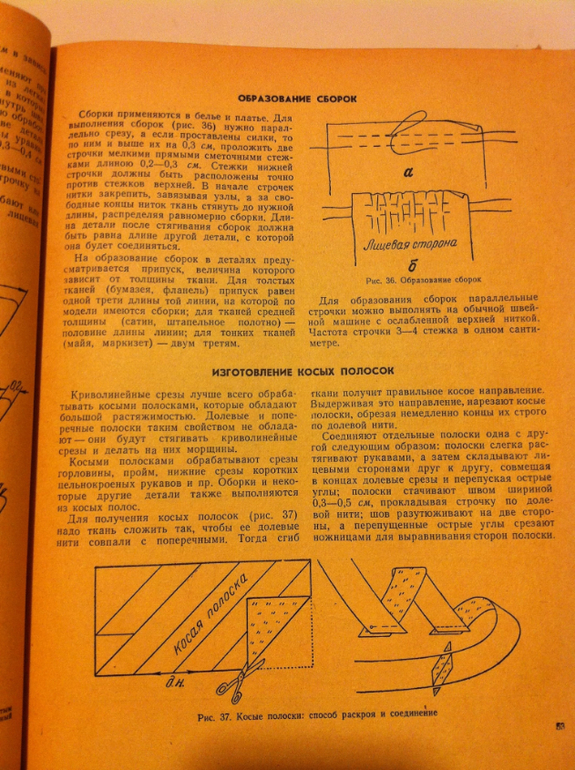 ОБРАЗОВАНИЕ СБОРОК
Сборки применяются в белье и платье. Для
выполнения сборок (рис. 36) нужно парал-
лельно срезу, а если проставлены силки, то
по ним и выше их на 0,3 см, проложить две
строчки мелкими прямыми сметочными стеж-
ками длиною 0,2—0,3 см. Стежки нижней
строчки должны быть расположены точно
против стежков верхней. В начале строчек
нитки закрепить, завязывая узлы, а за сво-
бодные концы ниток ткань стянуть до нужной
длины, распределяя равномерно сборки. Дли-
на детали после стягивания сборок должна
быть равна длине другой детали, с которой
она будет соединяться.
На образование сборок в деталях преду-
сматривается припуск, величина которого
зависит от толщины ткани. Для толстых
тканей (бумазея, фланель) припуск равен
одной трети длины той линии, на которой по
модели имеются сборки; для тканей средней
толщины (сатин, штапельное полотно) —
половине длины линии; для тонких тканей
(майя, маркизет) — двум третям.
а
Лицевая сторона
б
Рис. 36. Образование сборок
Для образования сборок параллельные
строчки можно выполнять на обычной швей-
ной машине с ослабленной верхней ниткой.
Частота строчки 3—4 стежка в одном санти-
метре.
ИЗГОТОВЛЕНИЕ КОСЫХ ПОЛОСОК
Криволинейные срезы лучше всего обраба-
тывать косыми полосками, которые обладают
большой растяжимостью. Долевые и попе-
речные полоски таким свойством не облада-
ют — они будут стягивать криволинейные
срезы и делать на них морщины.
Косыми полосками обрабатывают срезы
горловины, пройм, нижние срезы коротких
цельнокроеных рукавов и пр. Оборки и неко-
торые другие детали также выполняются
из косых полос.
Для получения косых полосок (рис. 37)
надо ткань сложить так, чтобы ее долевые
нити совпали с поперечными. Тогда сгиб
ткани получит правильное косое направление.
Выдерживая это направление, нарезают косые
полоски, обрезая немедленно концы их строго
по долевой нити.
Соединяют отдельные полоски одна с дру-
гой следующим образом: полоски слегка рас-
тягивают рукавами, а затем складывают ли-
цевыми сторонами друг к другу, совмещая
в концах долевые срезы и перепуская острые
углы; полоски стачивают швом шириной
0,3—0,5 см, прокладывая строчку по доле-
вой нити; шов разутюживают на две сторо-
ны, а перепущенные острые углы срезают
ножницами для выравнивания сторон полоски.
Косая полоска
д.н.
Рис. 37. Косые полоски: способ раскроя и соединение